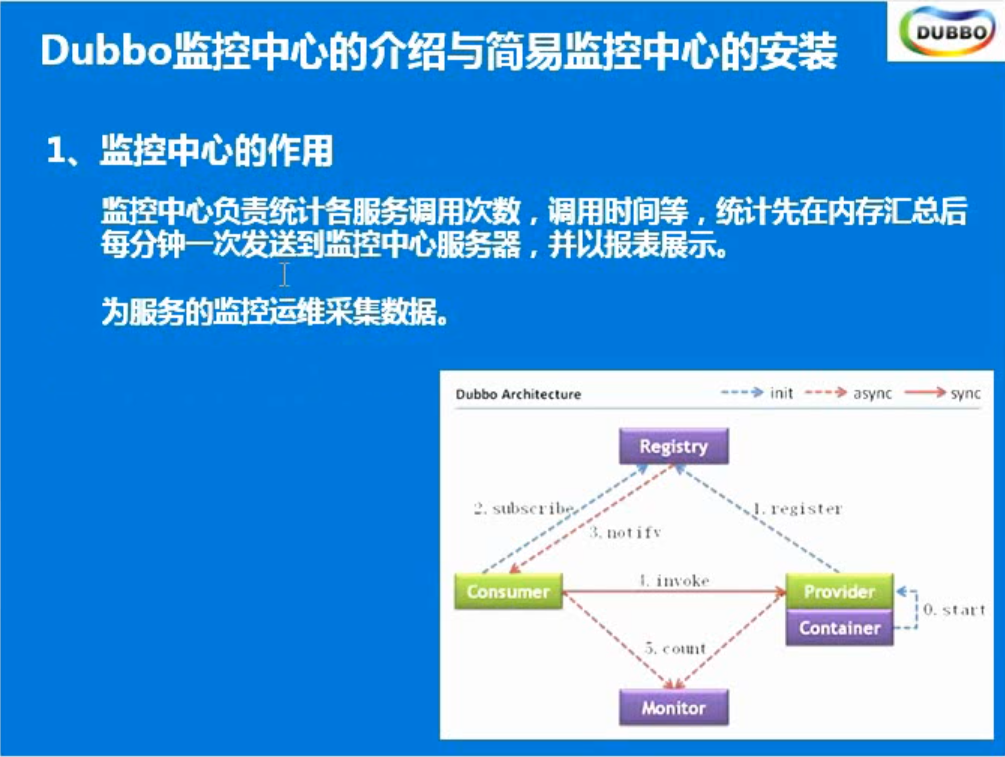 Dubbo监控中心的介绍与简易监控中心的安装
DUBBO
1、监控中心的作用
监控中心负责统计各服务调用次数，调用时间等，统计先在内存汇总后
每分钟一次发送到监控中心服务器，并以报表展示。
为服务的监控运维采集数据。
Dubbo Architecture
init
async
sync
Registry
2. subscribe
1. register
3. notify
Consumer
4. invoke
Provider
0. start
Container
5. count
Monitor